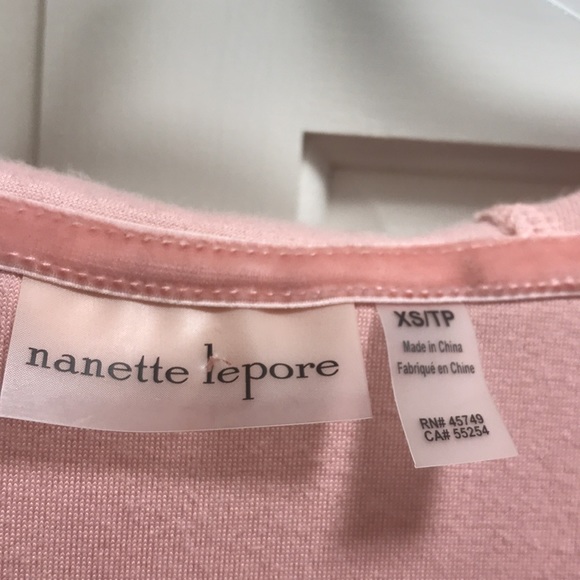 nanette lepore
XS/TP
Made in China
Fabriqué en Chine
RN# 45749
CA# 55254